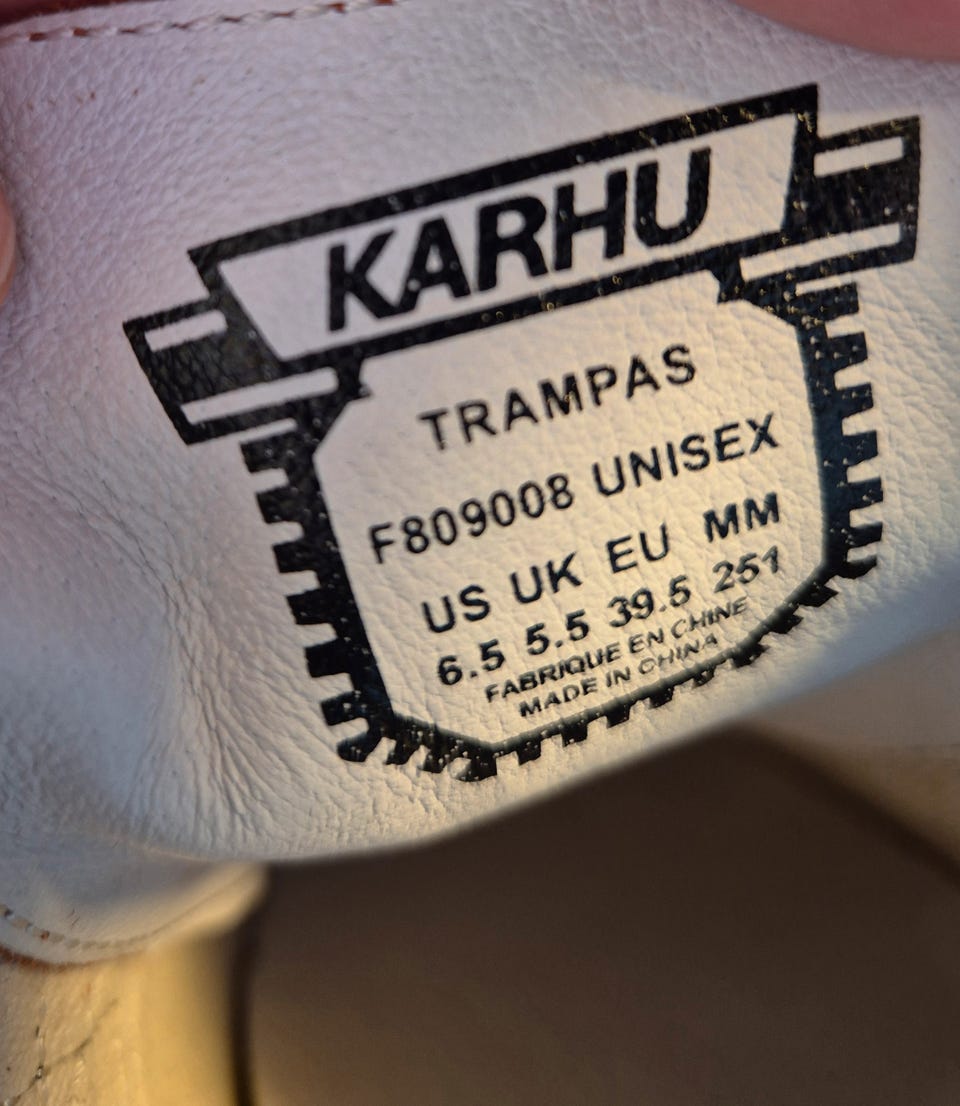 KARHU
TRAMPAS
F809008 UNISEX
US UK EU MM
6.5 5.5 39.5 251
FABRIQUE EN CHINE
MADE IN CHINA